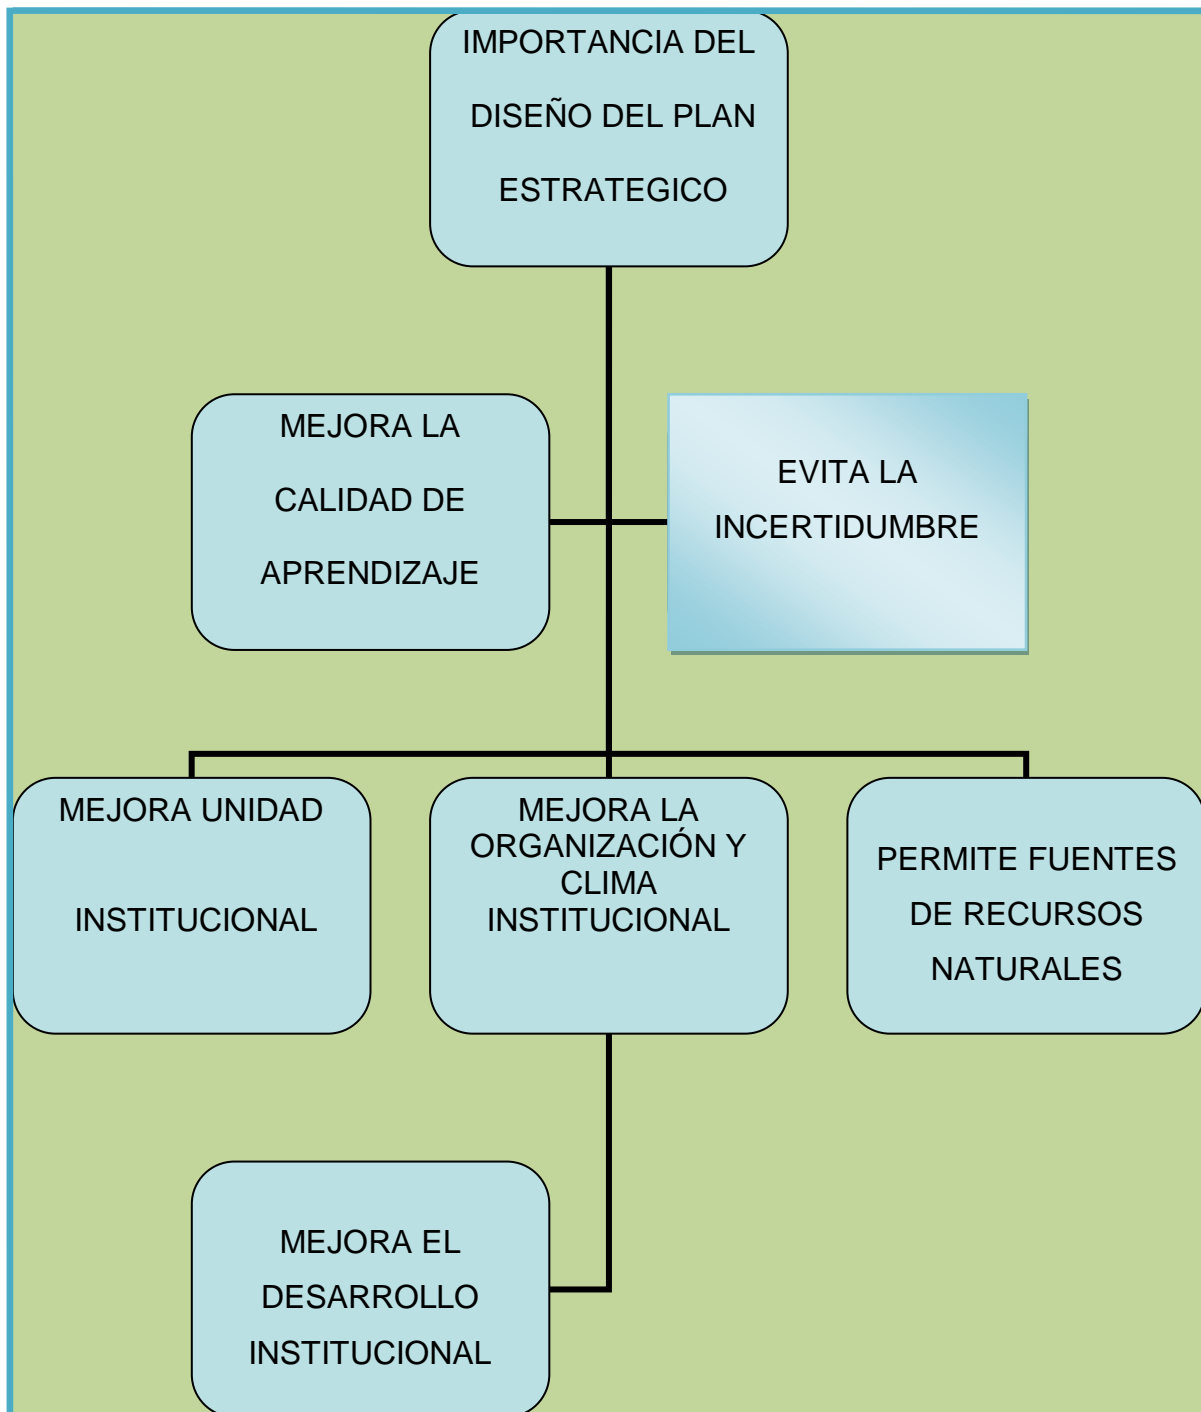 IMPORTANCIA DEL
DISEÑO DEL PLAN
ESTRATEGICO
MEJORA LA
CALIDAD DE
APRENDIZAJE
EVITA LA
INCERTIDUMBRE
MEJORA UNIDAD
INSTITUCIONAL
MEJORA LA
ORGANIZACIÓN Y
CLIMA
INSTITUCIONAL
PERMITE FUENTES
DE RECURSOS
NATURALES
MEJORA EL
DESARROLLO
INSTITUCIONAL